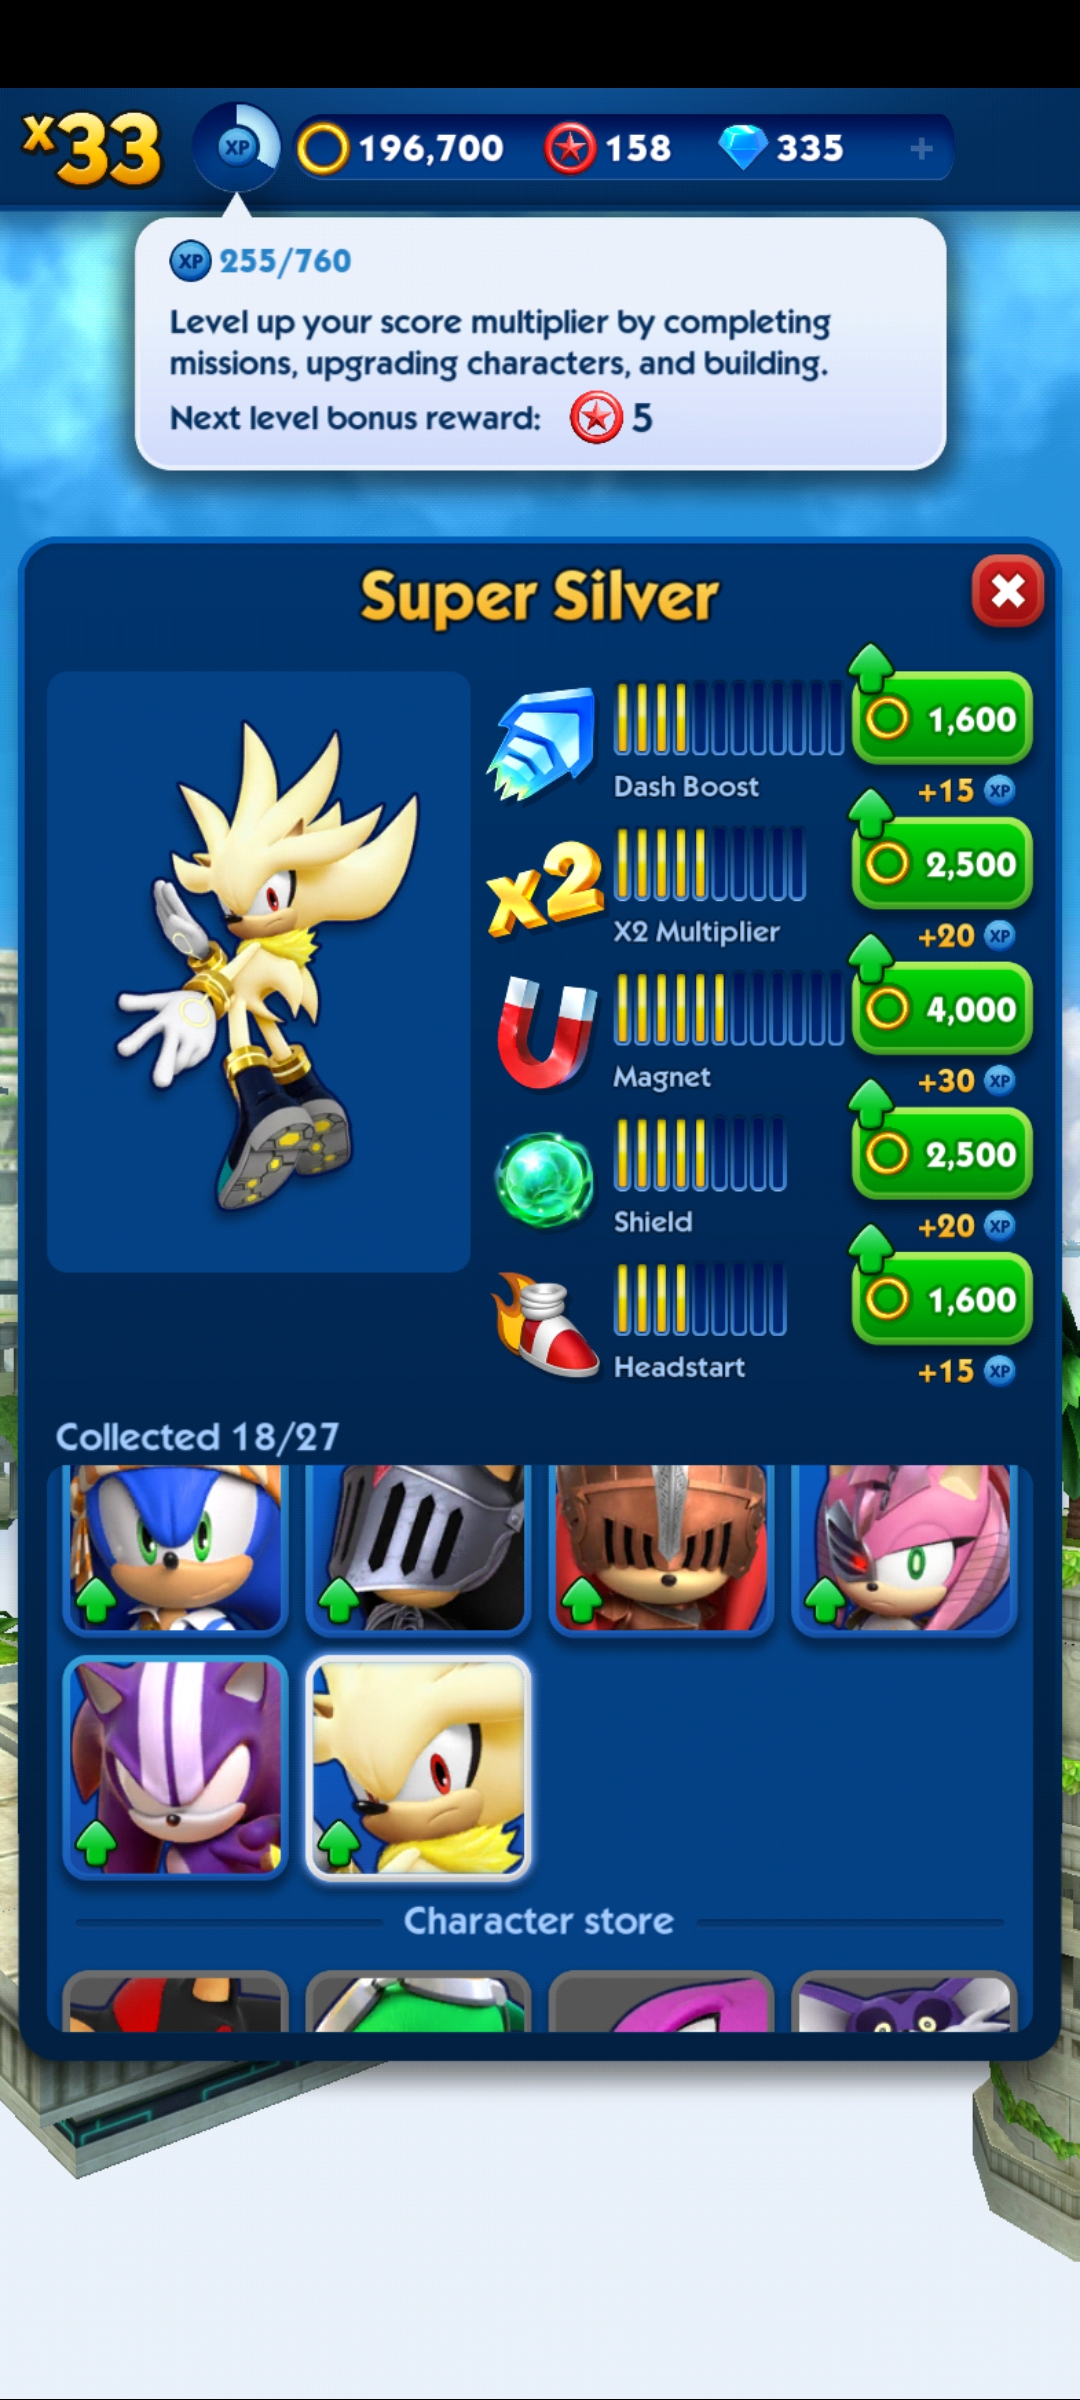 x33
XP
196,700
158
335
+
XP 255/760
Level up your score multiplier by completing
missions, upgrading characters, and building.
Next level bonus reward: 5
Super Silver
1,600
Dash Boost
+15 XP
x2
2,500
X2 Multiplier
+20 XP
4,000
Magnet
+30 XP
2,500
Shield
+20 XP
1,600
Headstart
+15 XP
Collected 18/27
Character store